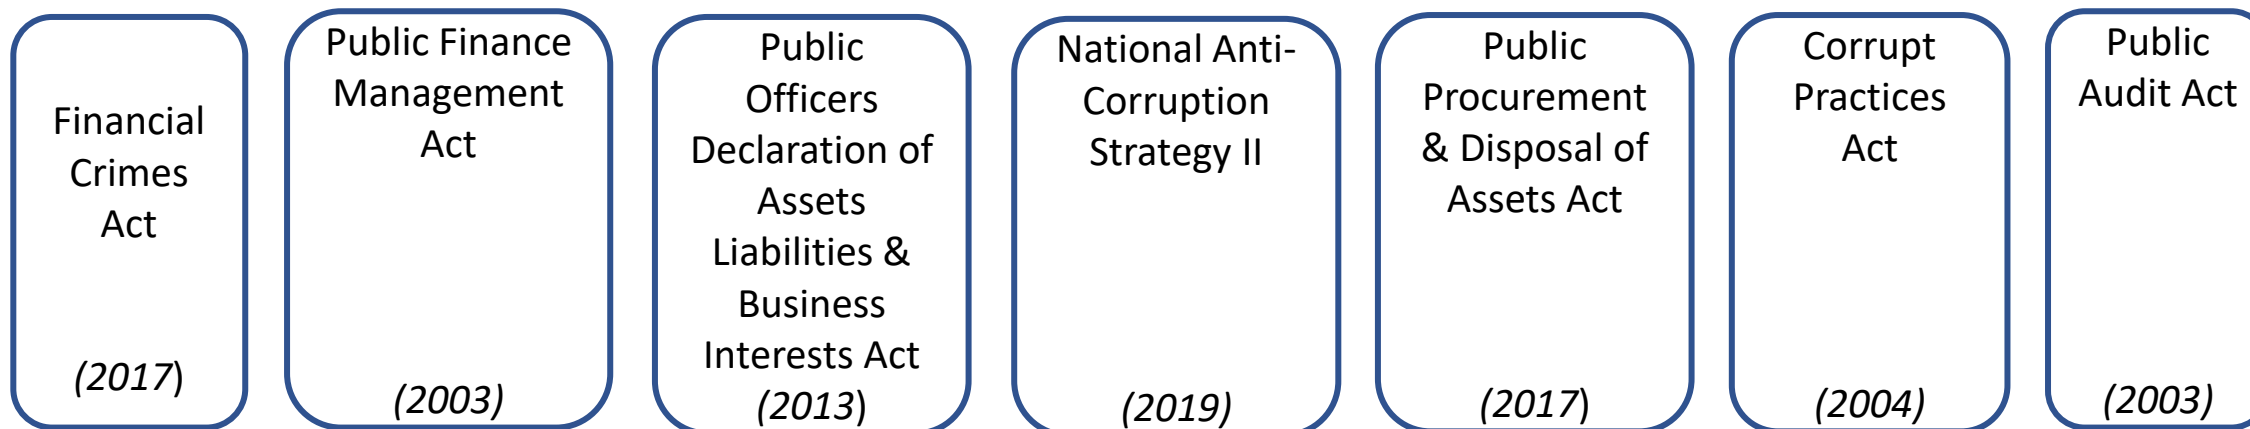 Financial
Crimes
Act
(2017)
Public Finance
Management
Act
(2003)
Public
Officers
Declaration of
Assets
Liabilities &
Business
Interests Act
(2013)
National Anti-
Corruption
Strategy II
(2019)
Public
Procurement
& Disposal of
Assets Act
(2017)
Corrupt
Practices
Act
(2004)
Public
Audit Act
(2003)